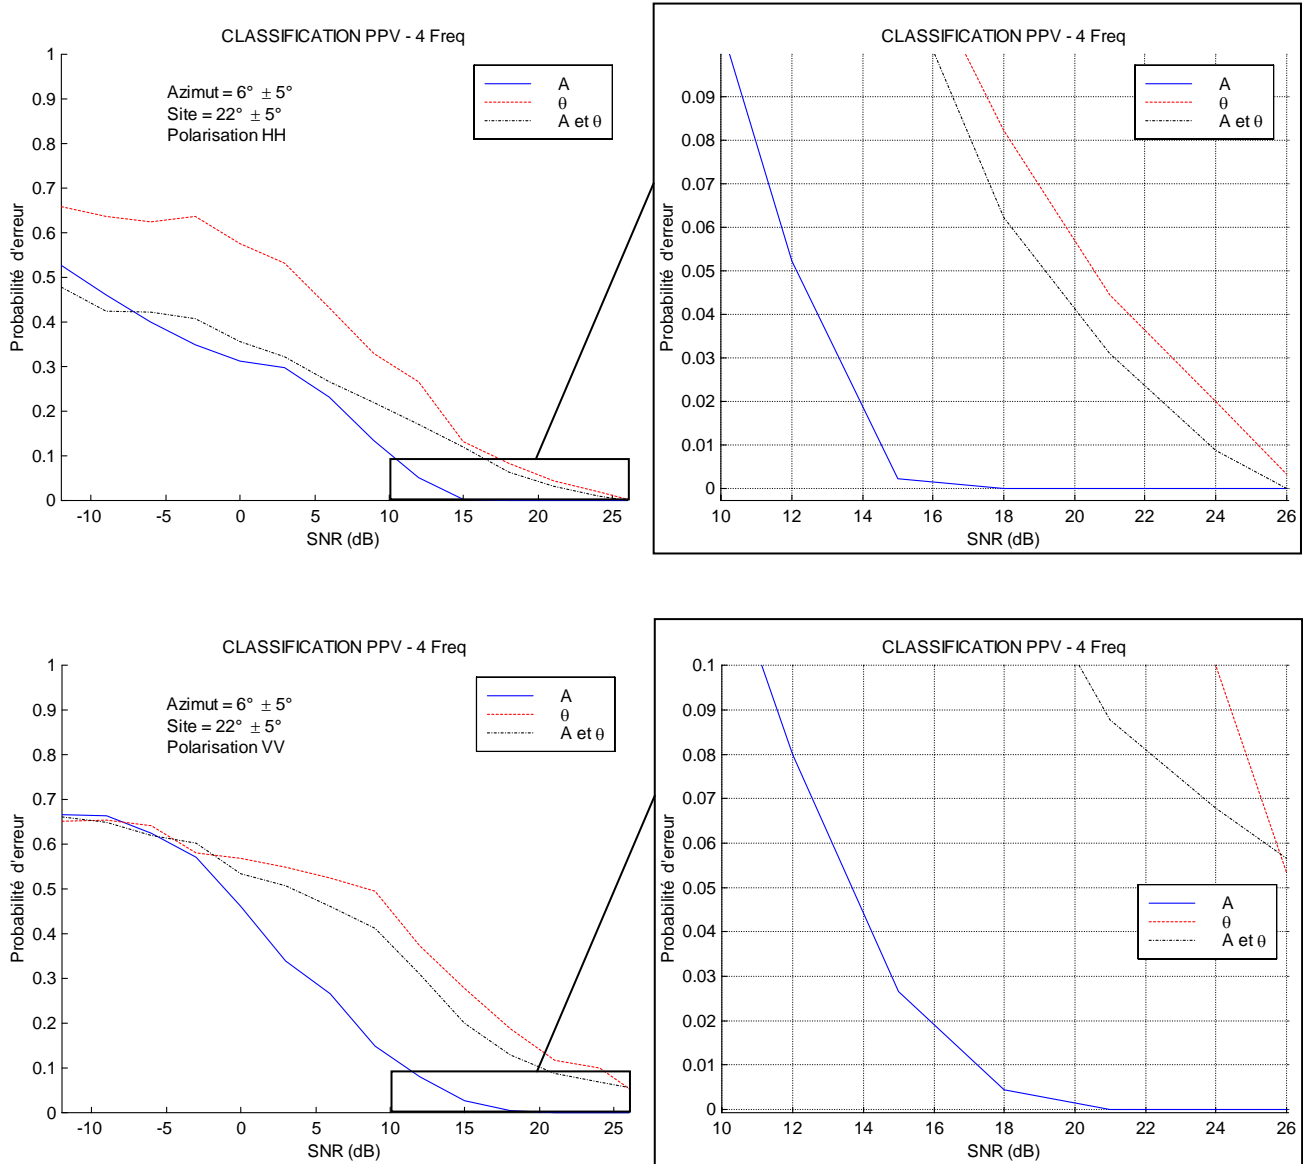 CLASSIFICATION PPV - 4 Freq
1
0.9
0.8
0.7
0.6
0.5
0.4
0.3
0.2
0.1
0
Probabilité d'erreur
Azimut = 6° ± 5°
Site = 22° ± 5°
Polarisation HH
A
θ
A et θ
-10 -5 0 5 10 15 20 25
SNR (dB)
CLASSIFICATION PPV - 4 Freq
0.09
0.08
0.07
0.06
0.05
0.04
0.03
0.02
0.01
0
Probabilité d'erreur
A
θ
A et θ
10 12 14 16 18 20 22 24 26
SNR (dB)
CLASSIFICATION PPV - 4 Freq
1
0.9
0.8
0.7
0.6
0.5
0.4
0.3
0.2
0.1
0
Probabilité d'erreur
Azimut = 6° ± 5°
Site = 22° ± 5°
Polarisation VV
A
θ
A et θ
-10 -5 0 5 10 15 20 25
SNR (dB)
CLASSIFICATION PPV - 4 Freq
0.1
0.09
0.08
0.07
0.06
0.05
0.04
0.03
0.02
0.01
0
Probabilité d'erreur
A
θ
A et θ
10 12 14 16 18 20 22 24 26
SNR (dB)